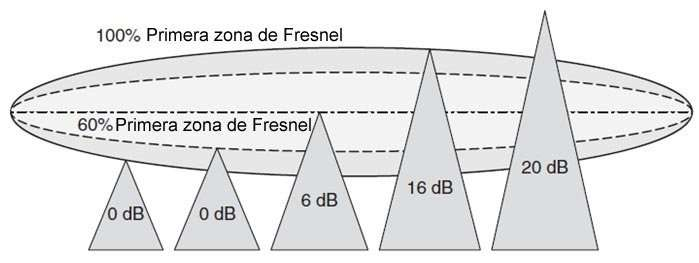 100% Primera zona de Fresnel
60% Primera zona de Fresnel
0 dB
0 dB
6 dB
16 dB
20 dB